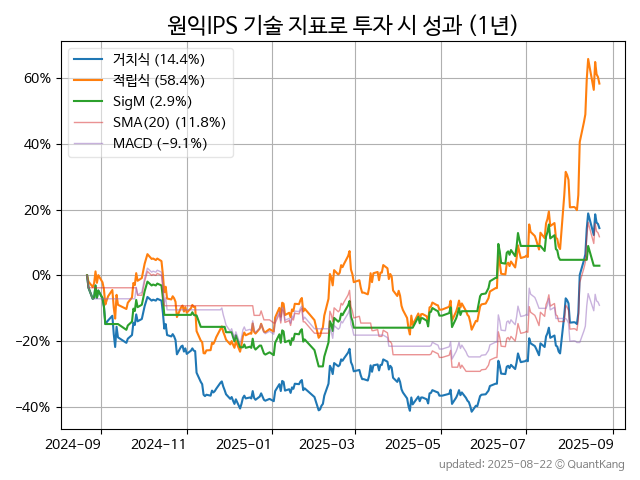 원익IPS 기술 지표로 투자 시 성과 (1년)
거치식 (14.4%)
적립식 (58.4%)
SigM (2.9%)
SMA(20) (11.8%)
MACD (-9.1%)
60%
40%
20%
0%
-20%
-40%
2024-09 2024-11 2025-01 2025-03 2025-05 2025-07 2025-09
updated: 2025-08-22 © QuantKang